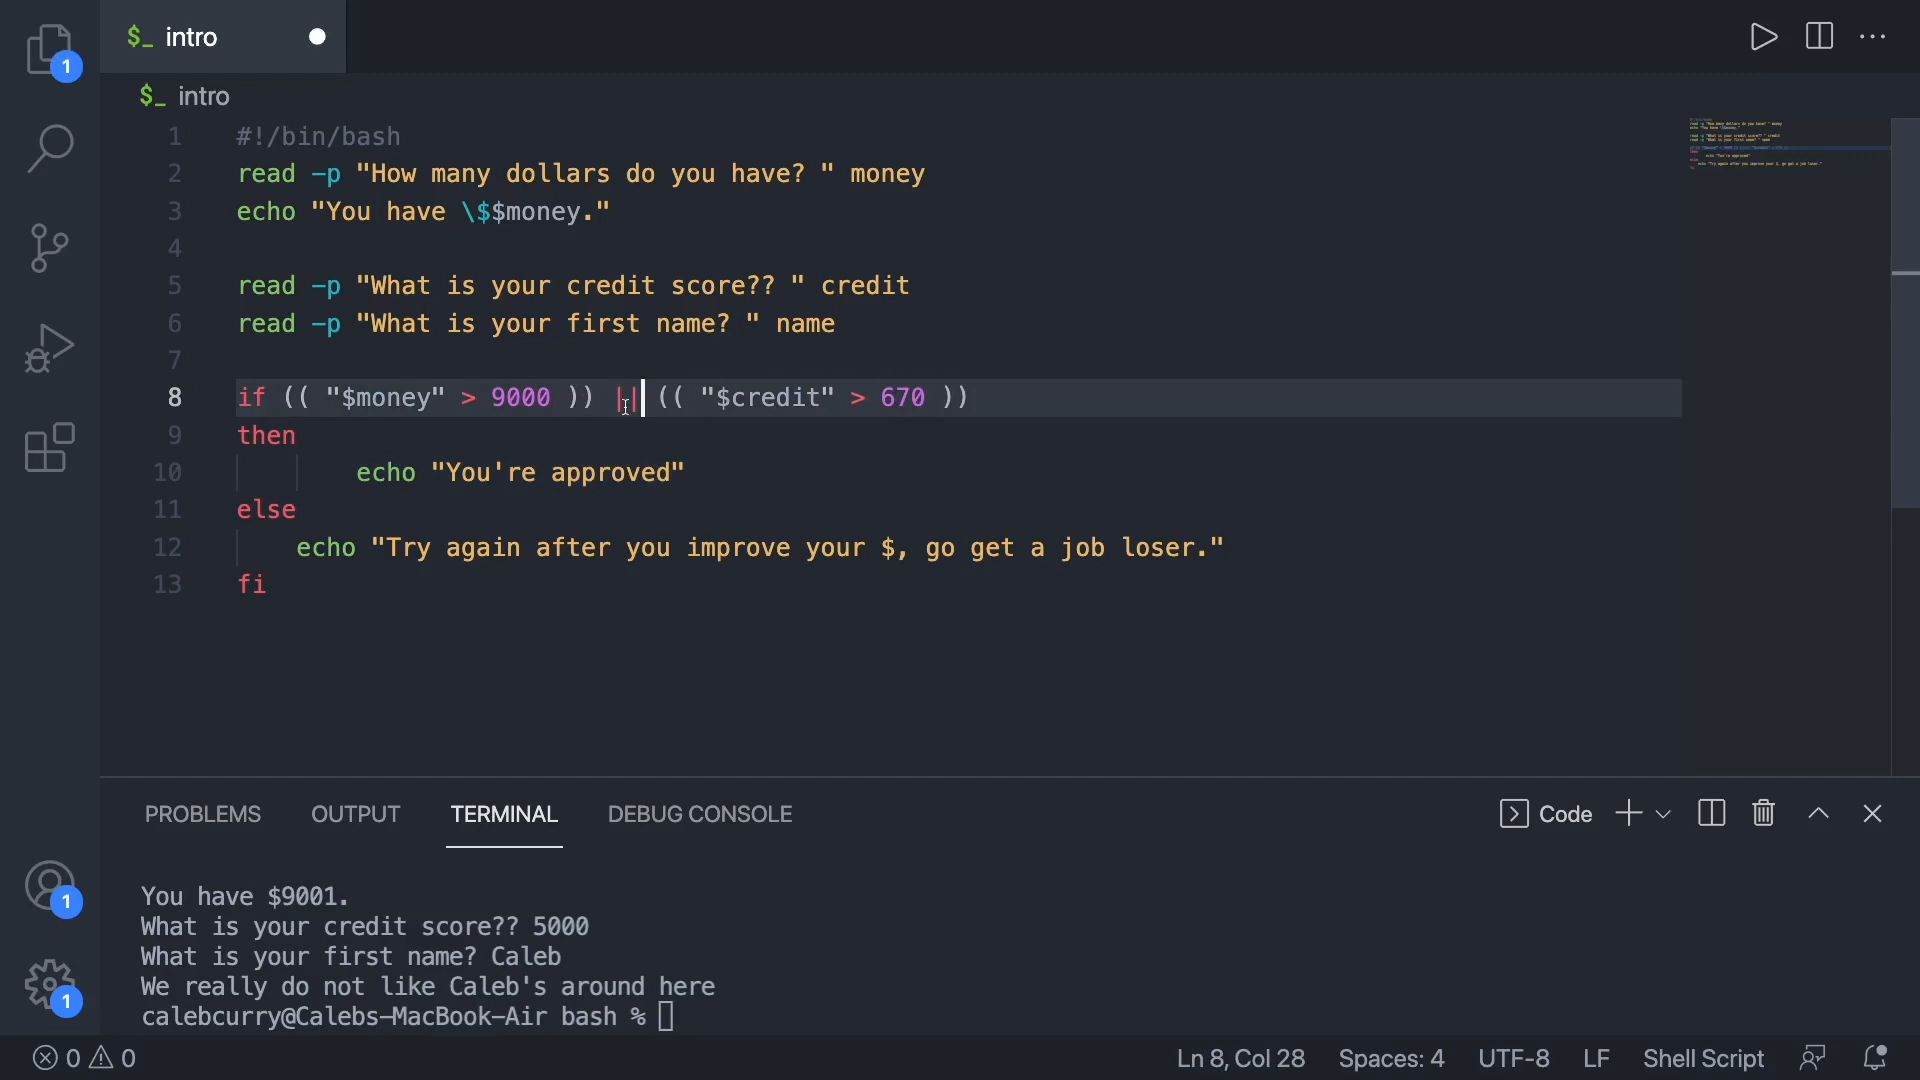 $_ intro
$_ intro
1 #!/bin/bash
2 read -p "How many dollars do you have? " money
3 echo "You have \$$money."
4
5 read -p "What is your credit score?? " credit
6 read -p "What is your first name? " name
7
8 if (( "$money" > 9000 )) || (( "$credit" > 670 ))
9 then
10 echo "You're approved"
11 else
12 echo "Try again after you improve your $, go get a job loser."
13 fi
1
1
1
PROBLEMS OUTPUT TERMINAL DEBUG CONSOLE Code
You have $9001.
What is your credit score?? 5000
What is your first name? Caleb
We really do not like Caleb's around here
calebcurry@Calebs-MacBook-Air bash %
0 0 Ln 8, Col 28 Spaces: 4 UTF-8 LF Shell Script